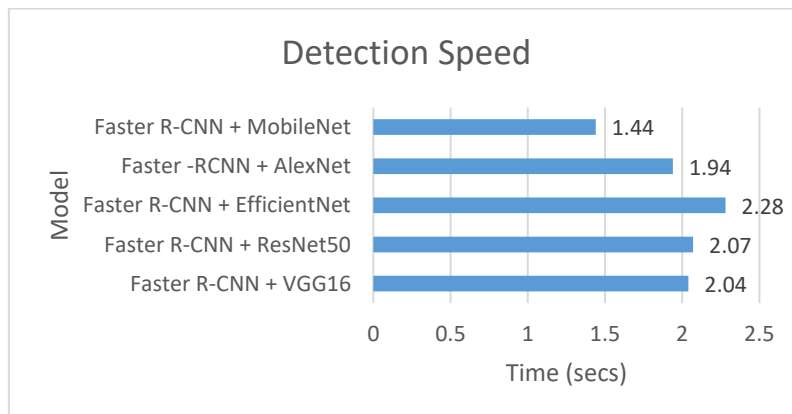 Detection Speed
Faster R-CNN + MobileNet
1.44
Faster -RCNN + AlexNet
1.94
Faster R-CNN + EfficientNet
2.28
Faster R-CNN + ResNet50
2.07
Faster R-CNN + VGG16
2.04
Model
0 0.5 1 1.5 2 2.5
Time (secs)